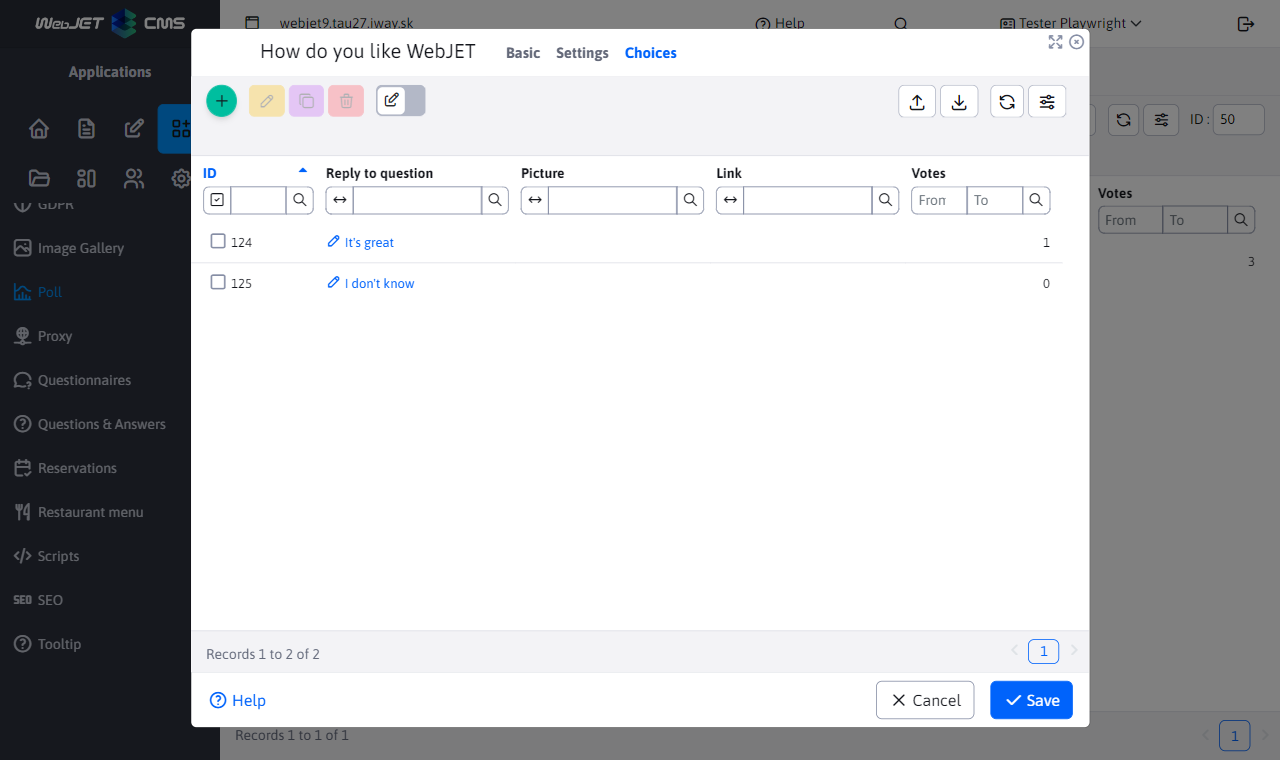 WebJET CMS
webjet9.tau27.iway.sk
Help
Tester Playwright
Applications
GDPR
Image Gallery
Poll
Proxy
Questionnaires
Questions & Answers
Reservations
Restaurant menu
Scripts
SEO SEO
Tooltip
How do you like WebJET
Basic
Settings
Choices
ID
Reply to question
Picture
Link
Votes
From
To
124
It's great
1
125
I don't know
0
Records 1 to 2 of 2
1
Help
Cancel
Save
ID : 50
Votes
From
To
3
Records 1 to 1 of 1
1